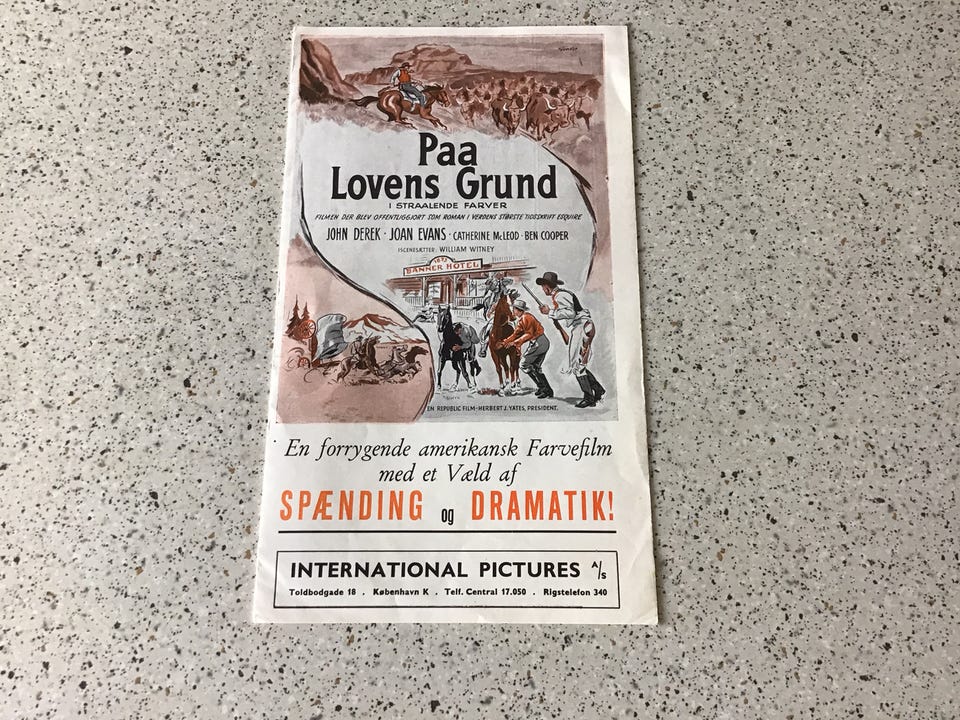 Paa
Lovens Grund
I STRAALENDE FARVER
FILMEN DER BLEV OFFENTLIGGJORT SOM ROMAN I VERDENS STØRSTE TIDSSKRIFT ESQUIRE
JOHN DEREK · JOAN EVANS · CATHERINE McLEOD · BEN COOPER
ISCENESÆTTER: WILLIAM WITNEY
1873
BANNER HOTEL
EN REPUBLIC FILM-HERBERT J. YATES, PRESIDENT.
En forrygende amerikansk Farvefilm
med et Væld af
SPÆNDING og DRAMATIK!
INTERNATIONAL PICTURES A/S
Toldbodgade 18 . København K . Telf. Central 17.050 . Rigstelefon 340